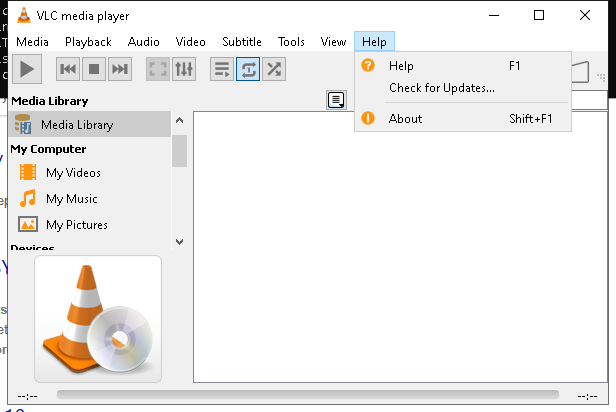 VLC media player
Media Playback Audio Video Subtitle Tools View Help
Help F1
Check for Updates...
About Shift+F1
Media Library
Media Library
My Computer
My Videos
My Music
My Pictures
Devices
--:-- --:--